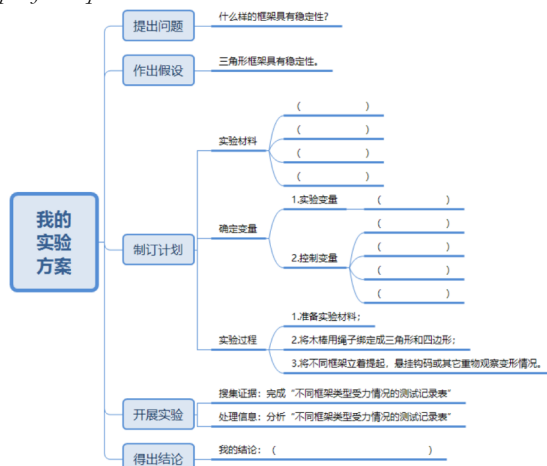 提出问题
什么样的框架具有稳定性?
作出假设
三角形框架具有稳定性。
我的
实验
方案
制订计划
实验材料
( )
( )
( )
( )
确定变量
1.实验变量
( )
2.控制变量
( )
( )
( )
( )
实验过程
1.准备实验材料;
2.将木棒用绳子绑定成三角形和四边形;
3.将不同框架立着提起,悬挂钩码或其它重物观察变形情况。
开展实验
搜集证据:完成“不同框架类型受力情况的测试记录表”
处理信息:分析“不同框架类型受力情况的测试记录表”
得出结论
我的结论:( )